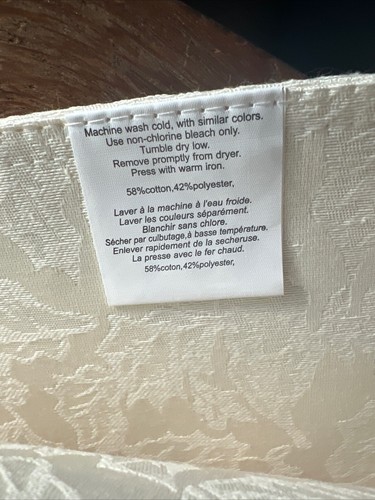 Machine wash cold, with similar colors.
Use non-chlorine bleach only.
Tumble dry low.
Remove promptly from dryer.
Press with warm iron.
58%cotton,42%polyester,
Laver à la machine à l'eau froide.
Laver les couleurs séparément.
Blanchir sans chlore.
Sécher par culbutage,à basse température.
Enlever rapidement de la secheruse.
La presse avec le fer chaud.
58%coton,42%polyester,